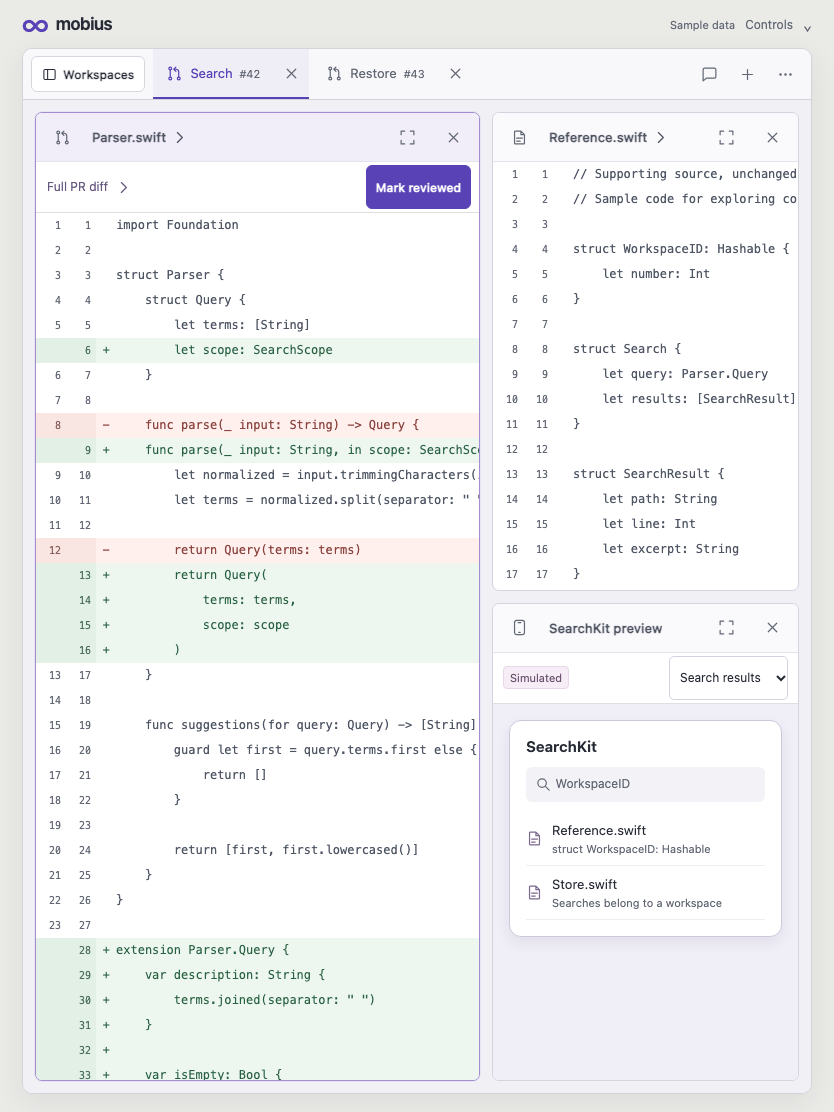 mobius
Sample data Controls
Workspaces
Search #42
Restore #43
Parser.swift
Full PR diff
Mark reviewed
1 1 import Foundation
2 2
3 3 struct Parser {
4 4 struct Query {
5 5 let terms: [String]
6 + let scope: SearchScope
6 7 }
7 8
8 − func parse(_ input: String) -> Query {
9 + func parse(_ input: String, in scope: SearchSco
9 10 let normalized = input.trimmingCharacters(
10 11 let terms = normalized.split(separator: " "
11 12
12 − return Query(terms: terms)
13 + return Query(
14 + terms: terms,
15 + scope: scope
16 + )
13 17 }
14 18
15 19 func suggestions(for query: Query) -> [String]
16 20 guard let first = query.terms.first else {
17 21 return []
18 22 }
19 23
20 24 return [first, first.lowercased()]
21 25 }
22 26 }
23 27
28 + extension Parser.Query {
29 + var description: String {
30 + terms.joined(separator: " ")
31 + }
32 +
33 + var isEmpty: Bool {
Reference.swift
1 1 // Supporting source, unchanged
2 2 // Sample code for exploring co
3 3
4 4 struct WorkspaceID: Hashable {
5 5 let number: Int
6 6 }
7 7
8 8 struct Search {
9 9 let query: Parser.Query
10 10 let results: [SearchResult]
11 11 }
12 12
13 13 struct SearchResult {
14 14 let path: String
15 15 let line: Int
16 16 let excerpt: String
17 17 }
SearchKit preview
Simulated
Search results
SearchKit
WorkspaceID
Reference.swift
struct WorkspaceID: Hashable
Store.swift
Searches belong to a workspace